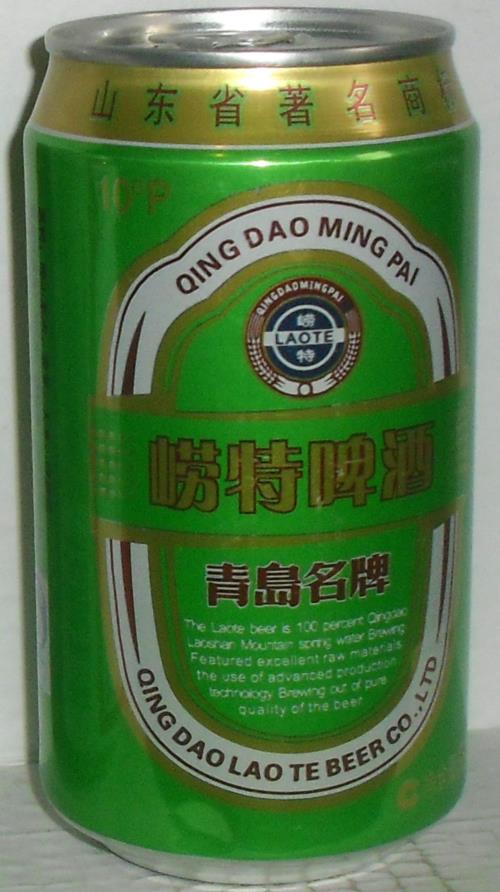 山东省著名商标
10°P
QING DAO MING PAI
QINGDAOMINGPAI
崂
LAOTE
特
崂特啤酒
青島名牌
The Laote beer is 100 percent Qingdao
Laoshan Mountain spring water Brewing
Featured excellent raw materials
the use of advanced production
technology Brewing out of pure
quality of the beer
QING DAO LAO TE BEER CO.,LTD